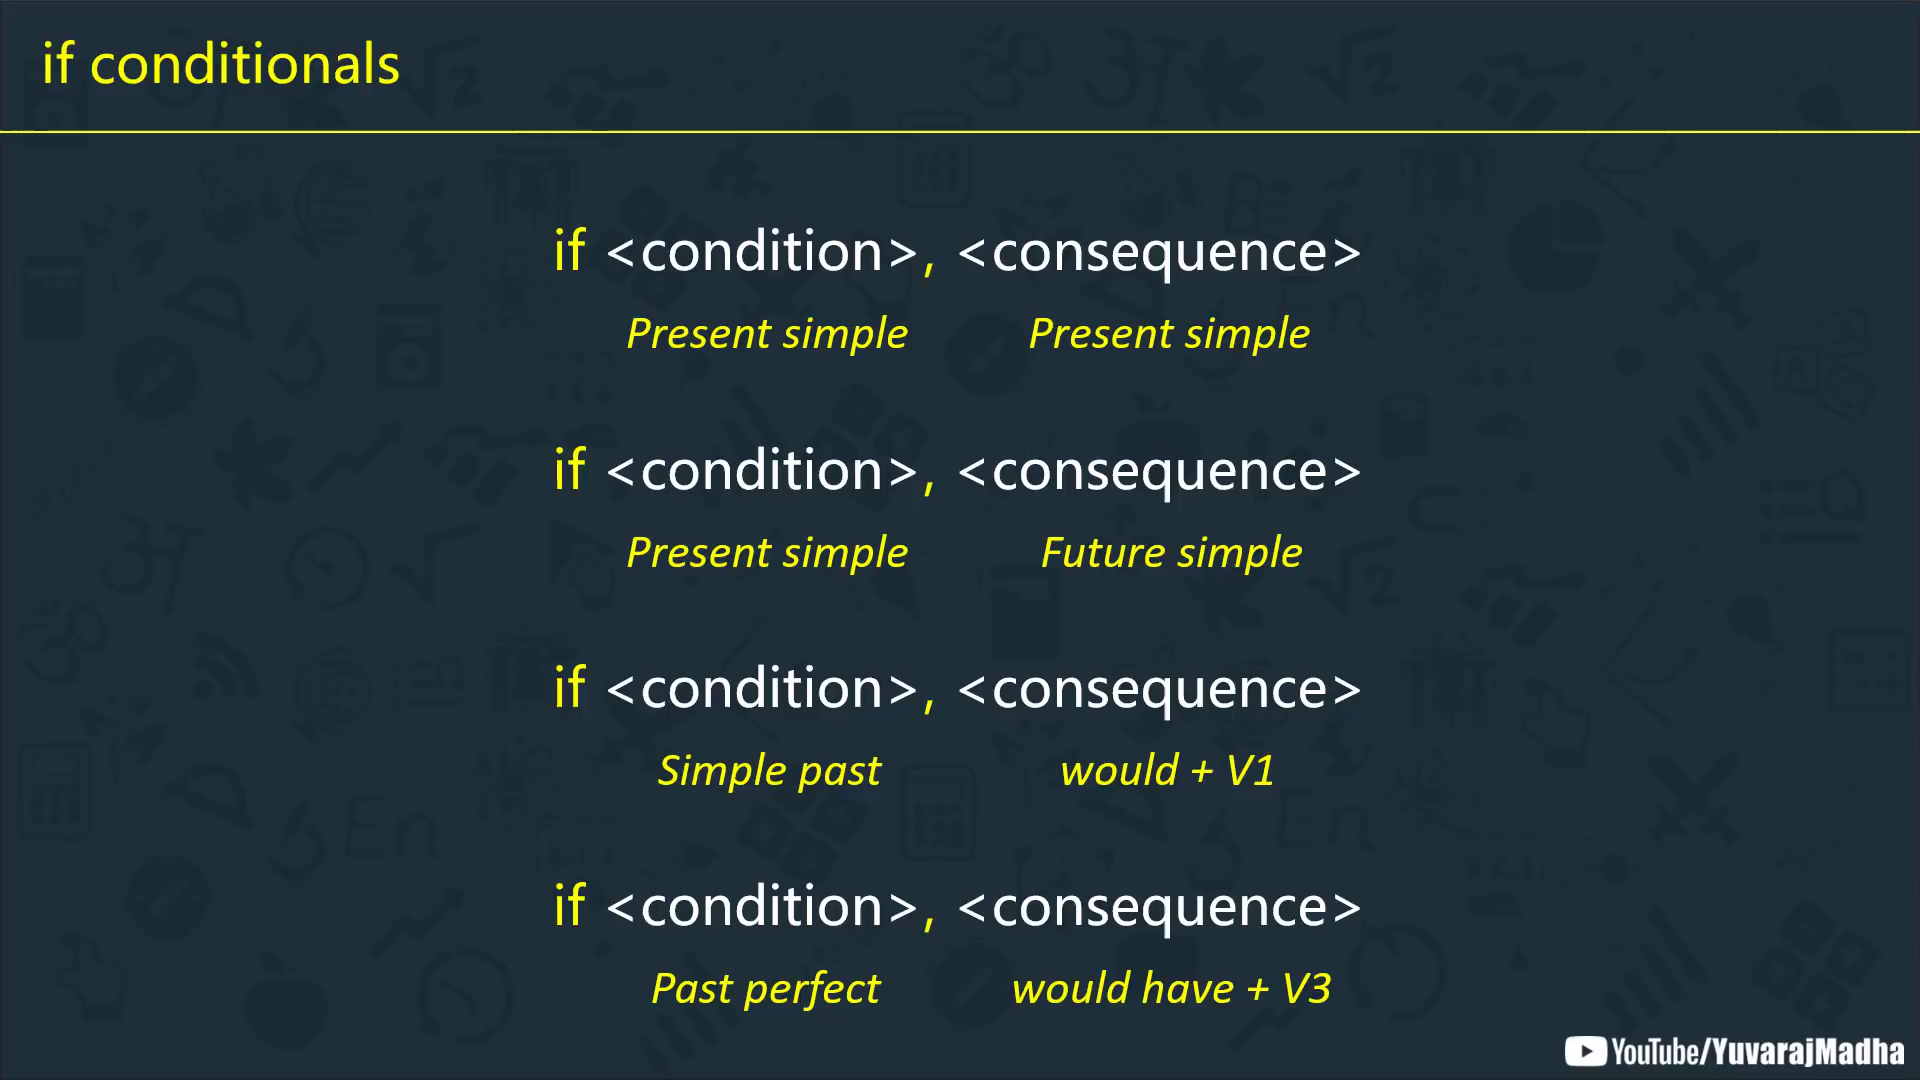 if conditionals
if <condition>, <consequence>
Present simple Present simple
if <condition>, <consequence>
Present simple Future simple
if <condition>, <consequence>
Simple past would + V1
if <condition>, <consequence>
Past perfect would have + V3
YouTube/YuvarajMadha